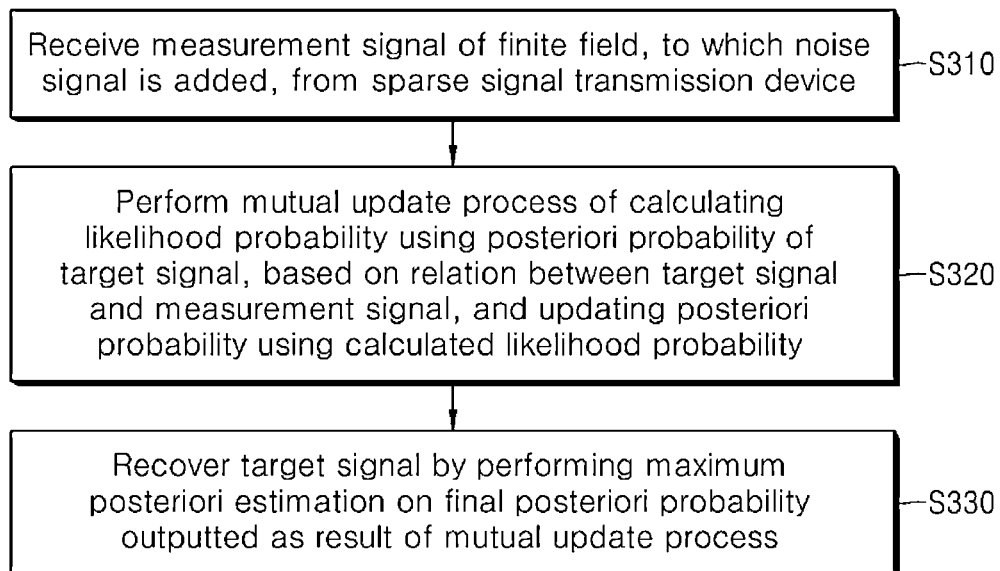 Receive measurement signal of finite field, to which noise
signal is added, from sparse signal transmission device
S310
Perform mutual update process of calculating
likelihood probability using posteriori probability of
target signal, based on relation between target signal
and measurement signal, and updating posteriori
probability using calculated likelihood probability
S320
Recover target signal by performing maximum
posteriori estimation on final posteriori probability
outputted as result of mutual update process
S330